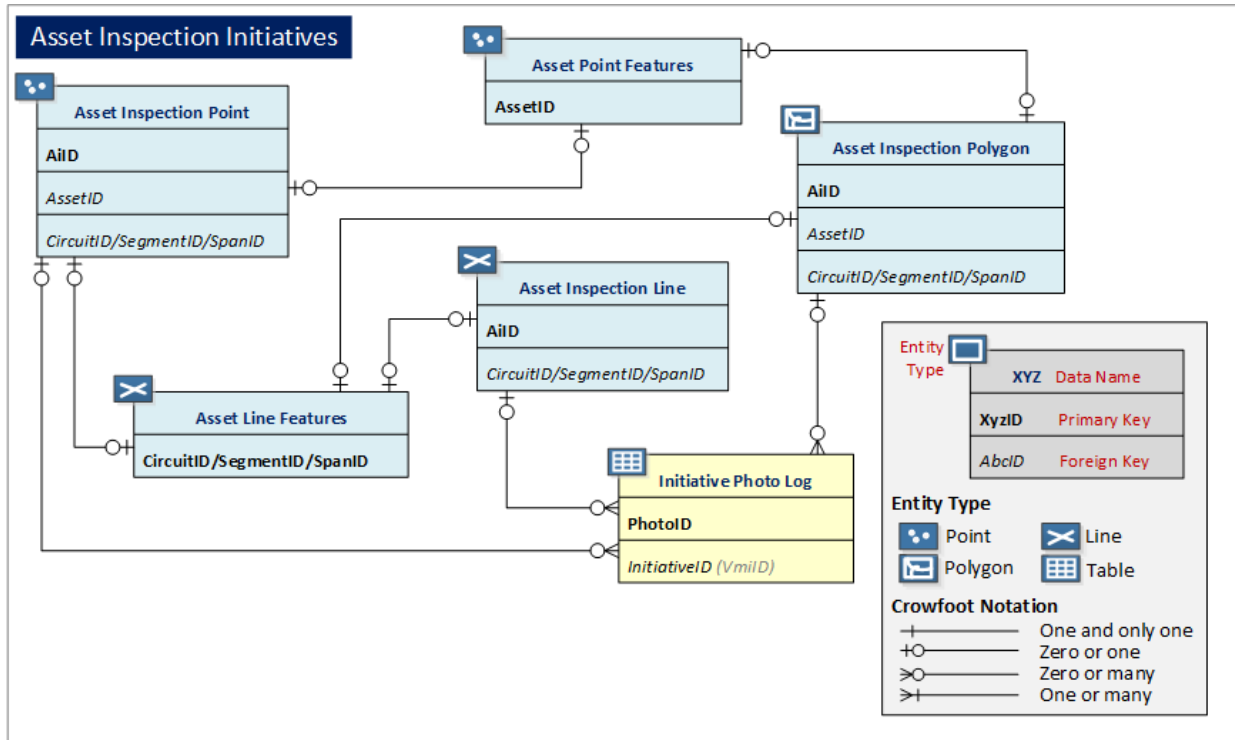 Asset Inspection Initiatives
Asset Point Features
AssetID
Asset Inspection Point
AiID
AssetID
CircuitID/SegmentID/SpanID
Asset Inspection Polygon
AiID
AssetID
CircuitID/SegmentID/SpanID
Asset Inspection Line
AiID
CircuitID/SegmentID/SpanID
Asset Line Features
CircuitID/SegmentID/SpanID
Initiative Photo Log
PhotoID
InitiativeID (VmiID)
Entity
Type
XYZ Data Name
XyzID Primary Key
AbcID Foreign Key
Entity Type
Point
Line
Polygon
Table
Crowfoot Notation
One and only one
Zero or one
Zero or many
One or many